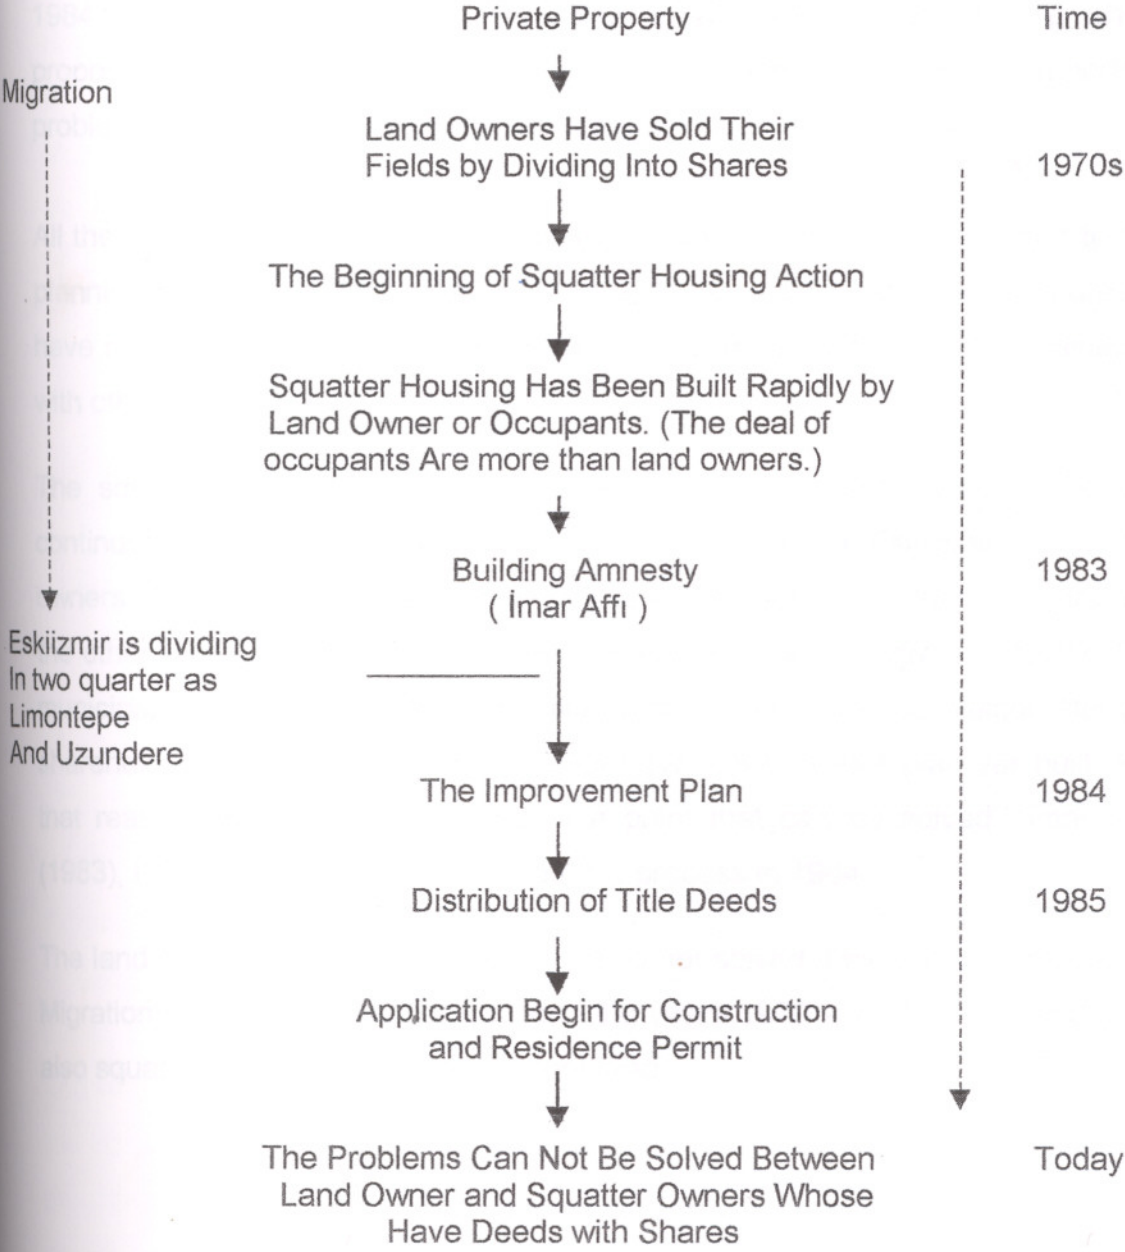 Private Property
Time
Migration
Land Owners Have Sold Their
Fields by Dividing Into Shares
1970s
The Beginning of Squatter Housing Action
Squatter Housing Has Been Built Rapidly by
Land Owner or Occupants. (The deal of
occupants Are more than land owners.)
Building Amnesty
( İmar Affı )
1983
Eskiizmir is dividing
In two quarter as
Limontepe
And Uzundere
The Improvement Plan
1984
Distribution of Title Deeds
1985
Application Begin for Construction
and Residence Permit
The Problems Can Not Be Solved Between
Land Owner and Squatter Owners Whose
Have Deeds with Shares
Today